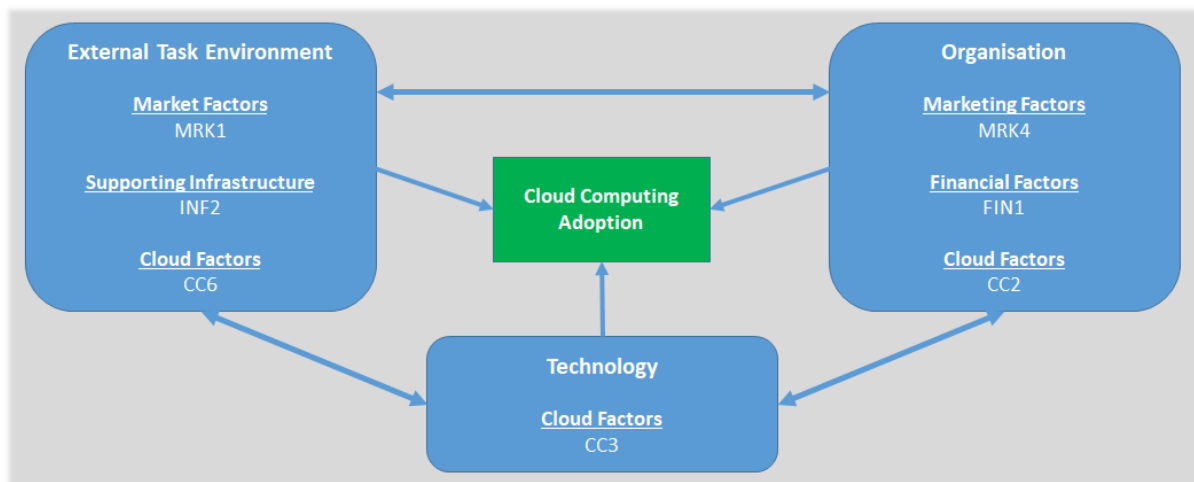 External Task Environment
Market Factors
MRK1
Supporting Infrastructure
INF2
Cloud Factors
CC6
Organisation
Marketing Factors
MRK4
Financial Factors
FIN1
Cloud Factors
CC2
Cloud Computing
Adoption
Technology
Cloud Factors
CC3